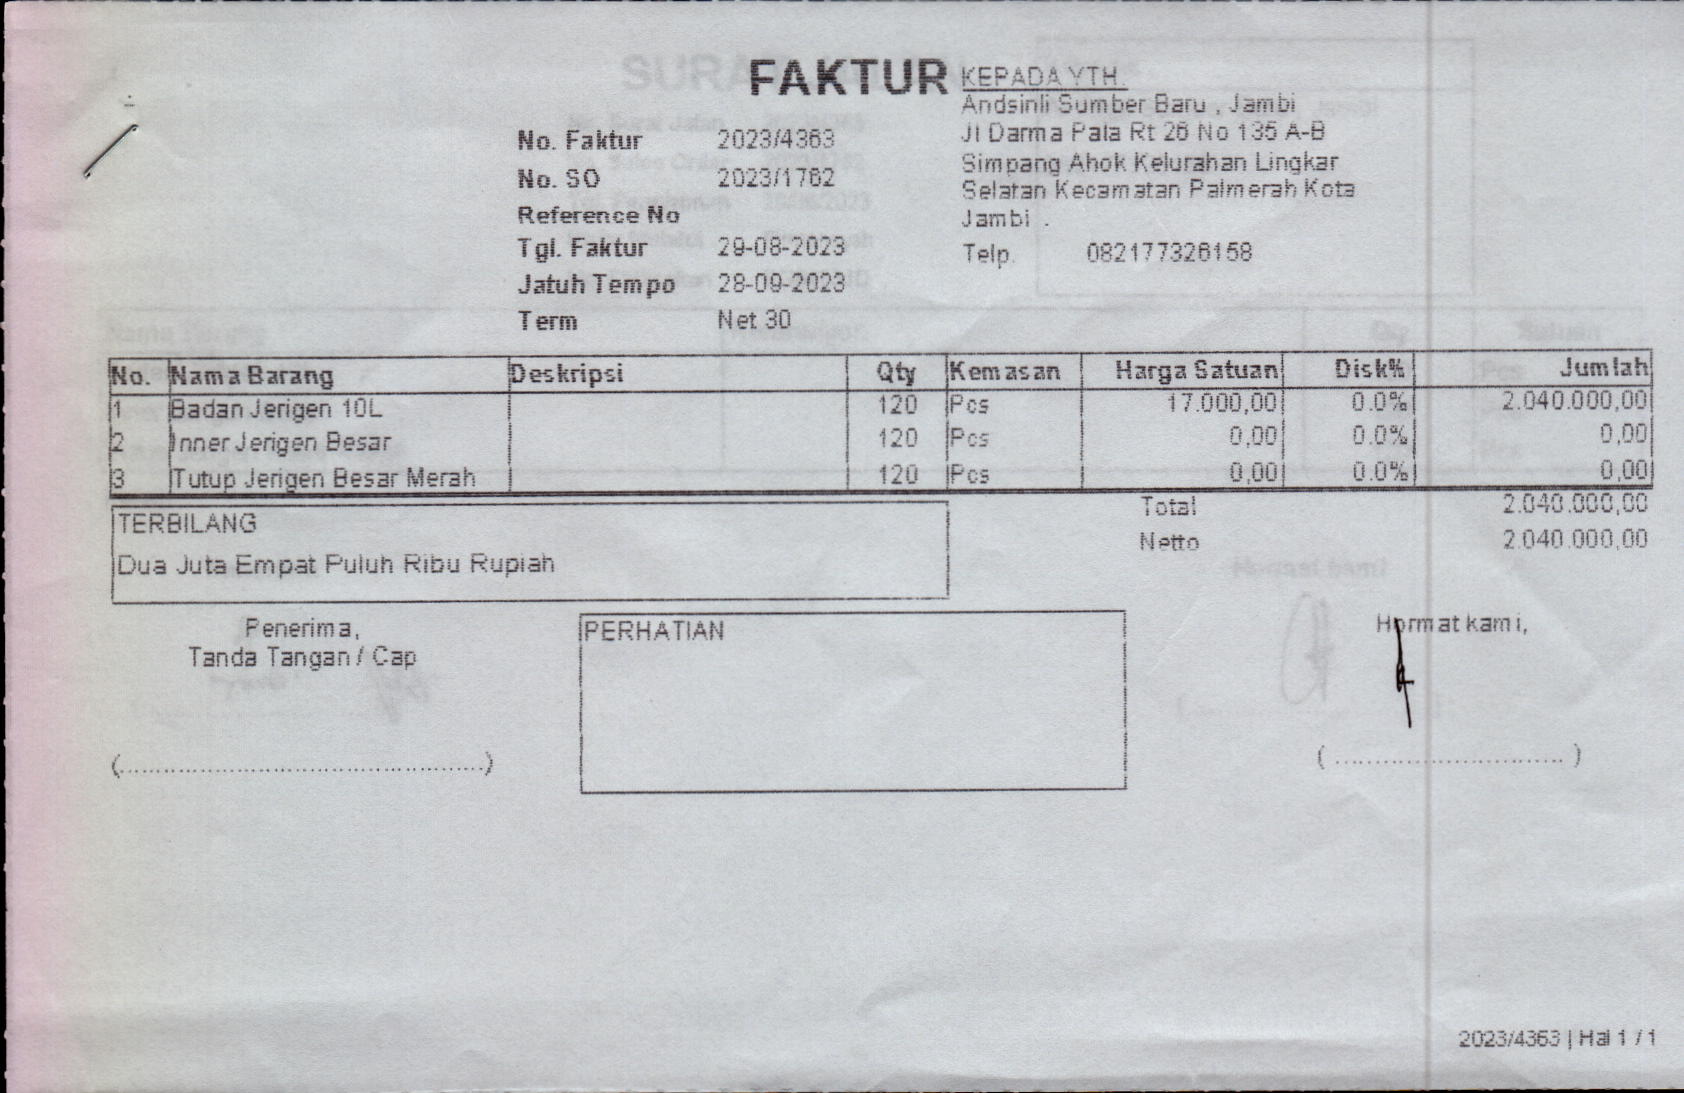 FAKTUR
No. Faktur 2023/4363
No. SO 2023/1762
Reference No
Tgl. Faktur 29-08-2023
Jatuh Tempo 28-09-2023
Term Net 30
KEPADA YTH.
Andsinli Sumber Baru , Jambi
Jl Darma Pala Rt 26 No 135 A-B
Simpang Ahok Kelurahan Lingkar
Selatan Kecamatan Palmerah Kota
Jambi .
Telp. 082177326158
No. Nama Barang Deskripsi Qty Kemasan Harga Satuan Disk% Jumlah
1 Badan Jerigen 10L 120 Pcs 17.000,00 0.0% 2.040.000,00
2 Inner Jerigen Besar 120 Pcs 0,00 0.0% 0,00
3 Tutup Jerigen Besar Merah 120 Pcs 0,00 0.0% 0,00
Total 2.040.000,00
Netto 2.040.000,00
TERBILANG
Dua Juta Empat Puluh Ribu Rupiah
Penerima,
Tanda Tangan / Cap
(................................................)
PERHATIAN
Hormat kami,
( .............................. )
2023/4363 | Hal 1 / 1